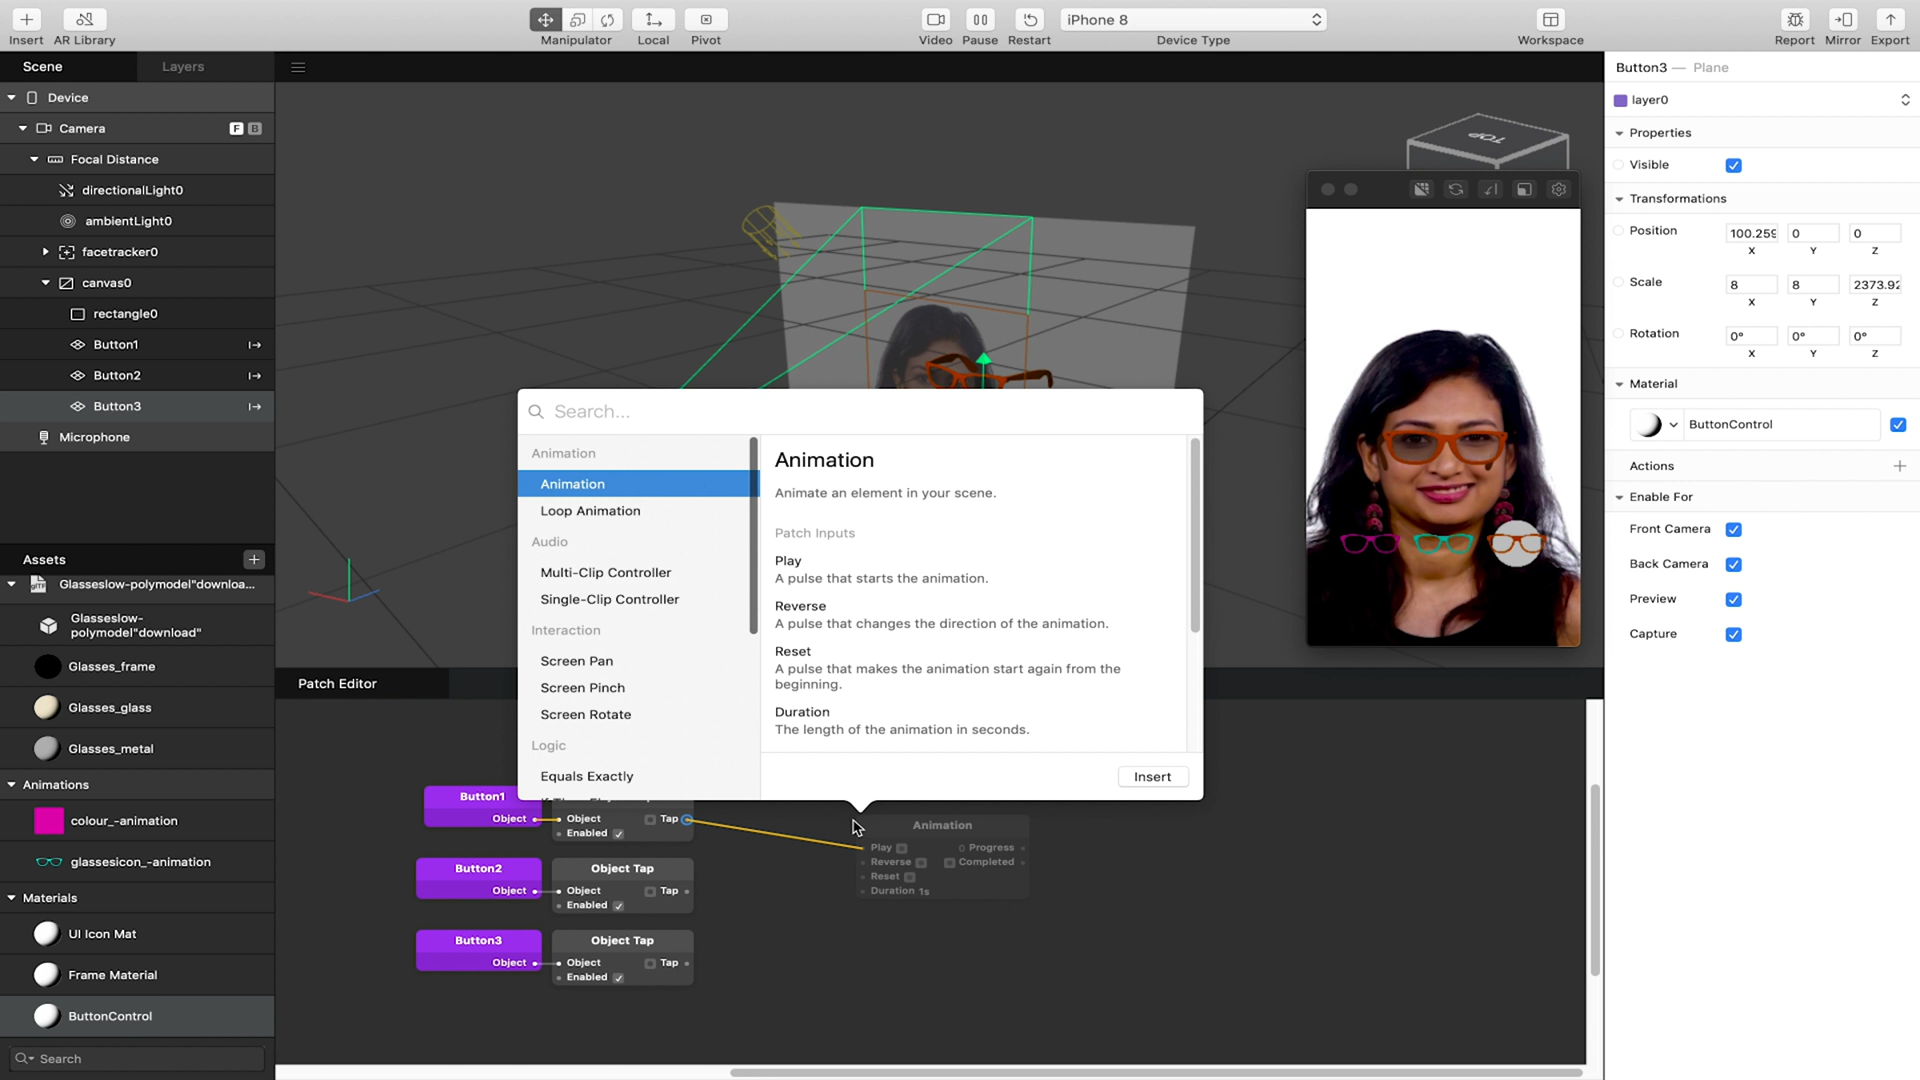 Insert
AR Library
Manipulator
Local
Pivot
Video
Pause
Restart
iPhone 8
Device Type
Workspace
Report
Mirror
Export
Scene
Layers
Device
Camera
F
B
Focal Distance
directionalLight0
ambientLight0
facetracker0
canvas0
rectangle0
Button1
Button2
Button3
Microphone
Assets
Glasseslow-polymodel"downloa...
Glasseslow-
polymodel"download"
Glasses_frame
Glasses_glass
Glasses_metal
Animations
colour_-animation
glassesicon_-animation
Materials
UI Icon Mat
Frame Material
ButtonControl
Search
TOP
Search...
Animation
Animation
Loop Animation
Audio
Multi-Clip Controller
Single-Clip Controller
Interaction
Screen Pan
Screen Pinch
Screen Rotate
Logic
Equals Exactly
Animation
Animate an element in your scene.
Patch Inputs
Play
A pulse that starts the animation.
Reverse
A pulse that changes the direction of the animation.
Reset
A pulse that makes the animation start again from the
beginning.
Duration
The length of the animation in seconds.
Insert
Patch Editor
Button1
Object
Object
Tap
Enabled
Button2
Object
Object Tap
Object
Tap
Enabled
Button3
Object
Object Tap
Object
Tap
Enabled
Animation
Play
0 Progress
Reverse
Completed
Reset
Duration 1s
Button3 — Plane
layer0
Properties
Visible
Transformations
Position
100.259
0
0
X
Y
Z
Scale
8
8
2373.92
X
Y
Z
Rotation
0°
0°
0°
X
Y
Z
Material
ButtonControl
Actions
Enable For
Front Camera
Back Camera
Preview
Capture